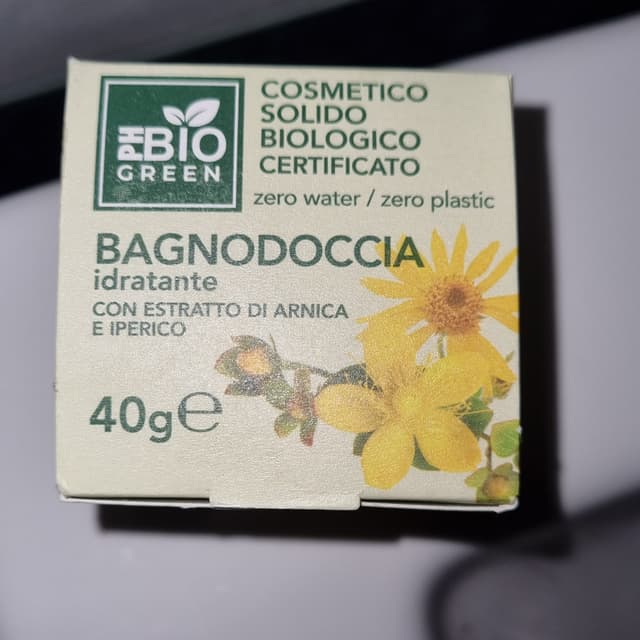 PH BIO
GREEN
COSMETICO
SOLIDO
BIOLOGICO
CERTIFICATO
zero water / zero plastic
BAGNODOCCIA
idratante
CON ESTRATTO DI ARNICA
E IPERICO
40g ℮